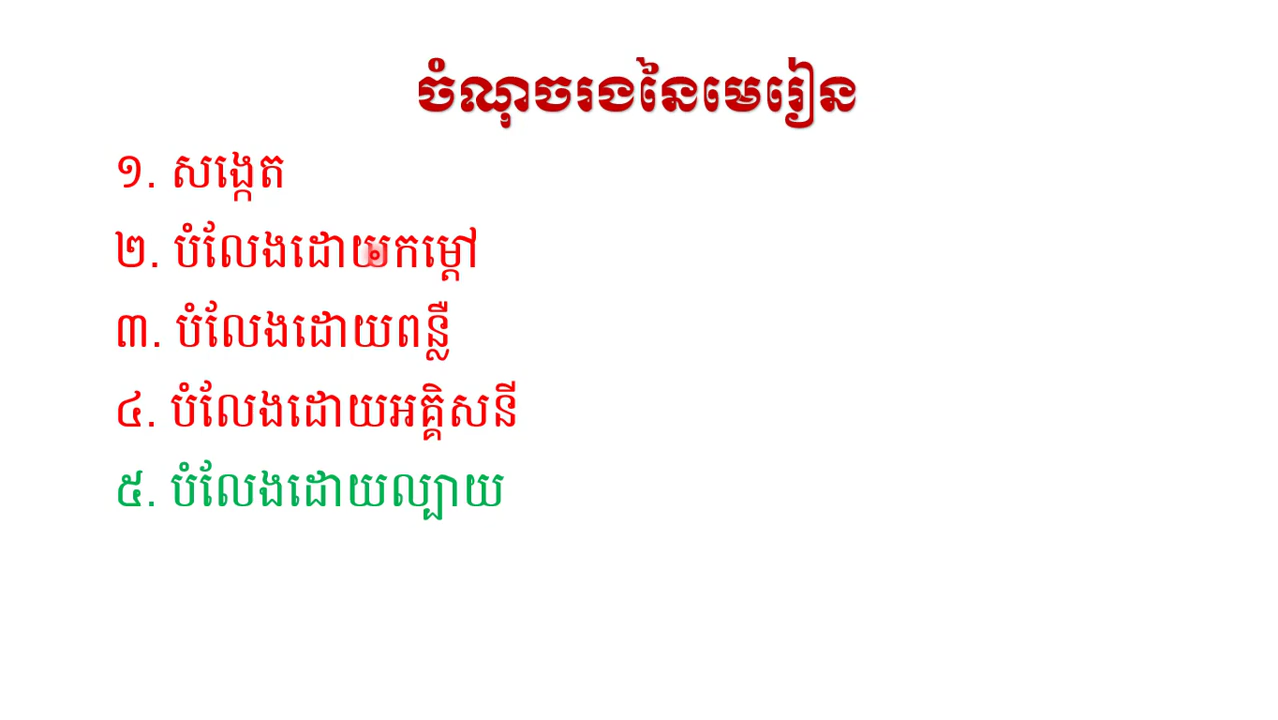 ចំណុចរងនៃមេរៀន
១. សង្កេត
២. បំលែងដោយកម្ដៅ
៣. បំលែងដោយពន្លឺ
៤. បំលែងដោយអគ្គិសនី
៥. បំលែងដោយល្បាយ